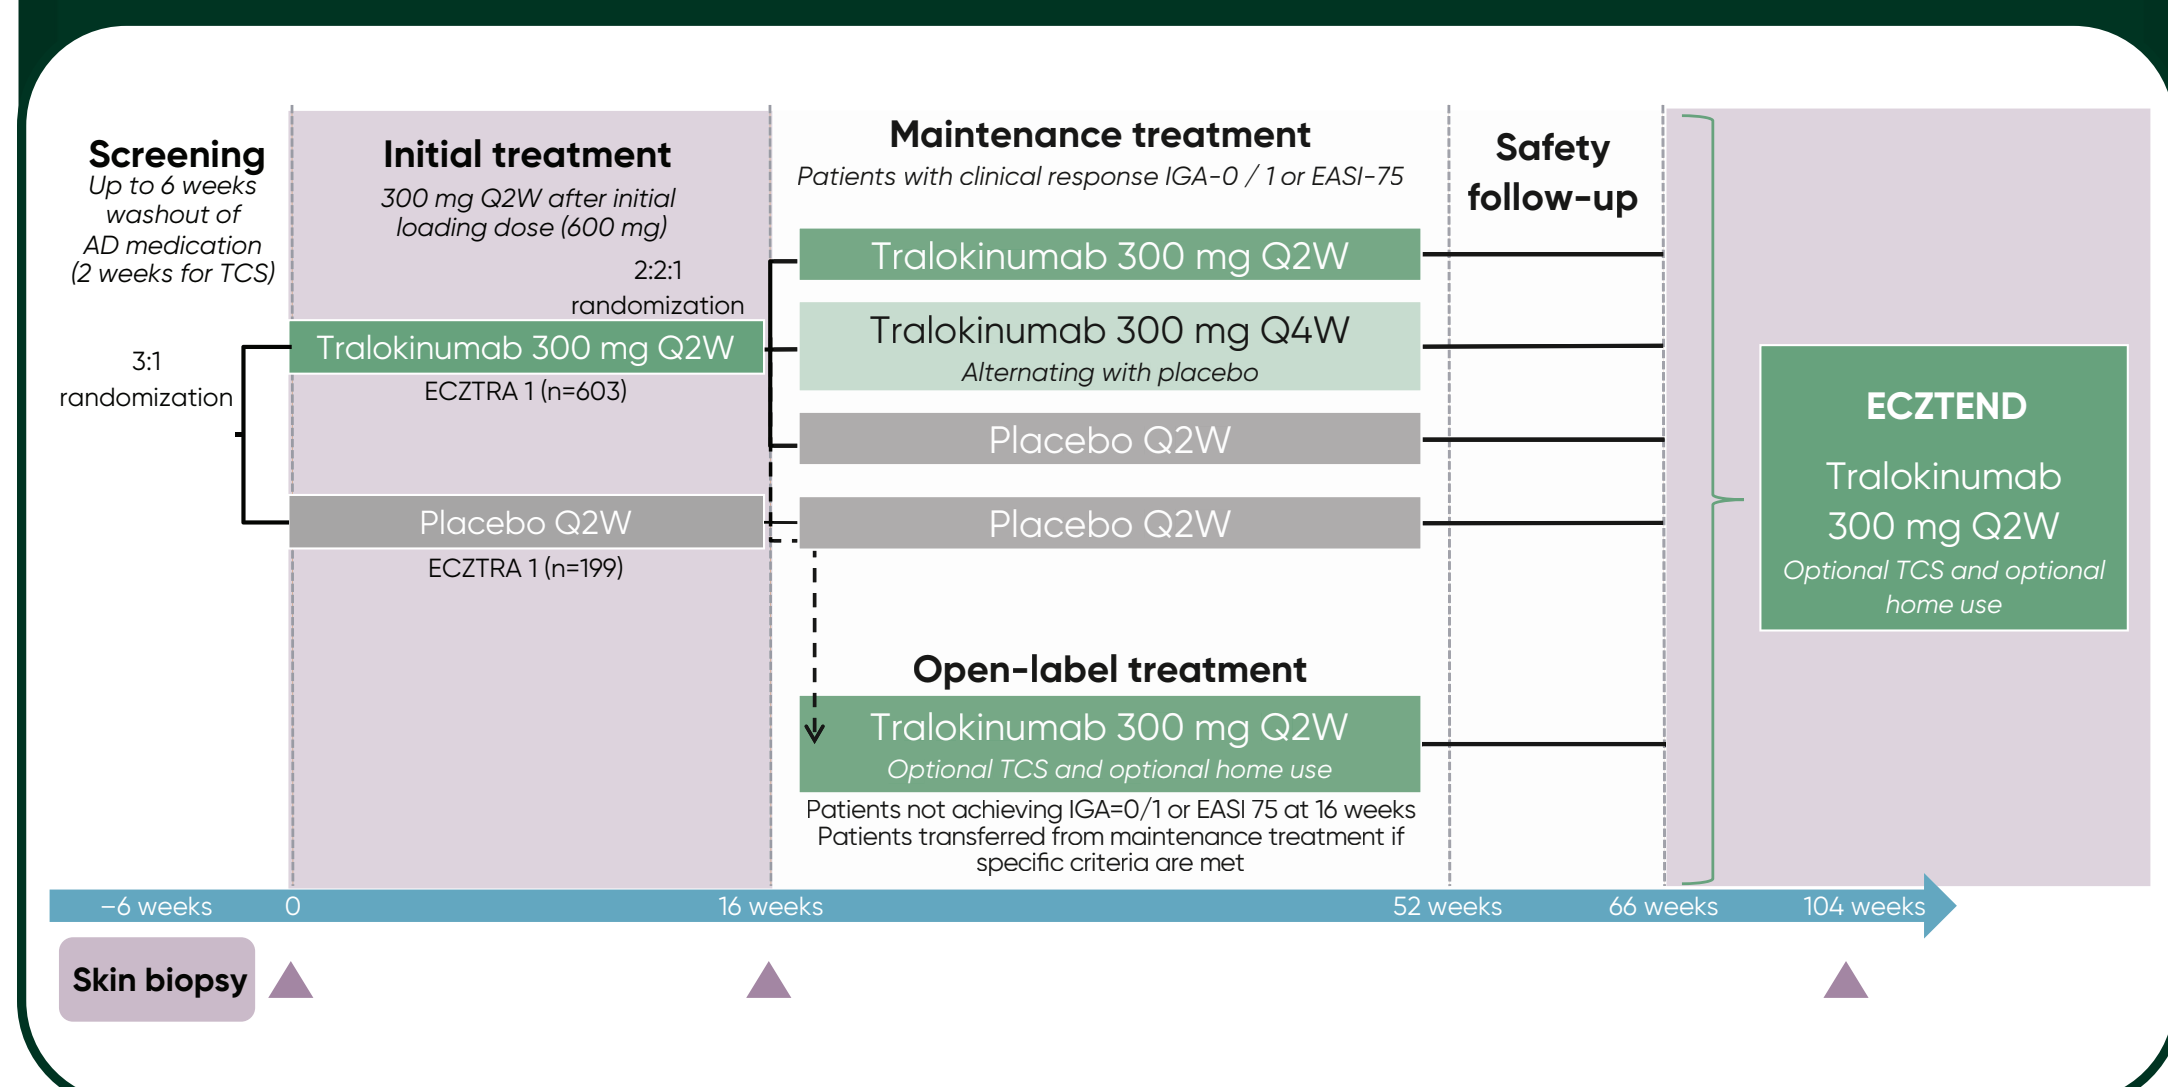 Screening
Up to 6 weeks
washout of
AD medication
(2 weeks for TCS)
3:1
randomization
Initial treatment
300 mg Q2W after initial
loading dose (600 mg)
2:2:1
randomization
Tralokinumab 300 mg Q2W
ECZTRA 1 (n=603)
Placebo Q2W
ECZTRA 1 (n=199)
Maintenance treatment
Patients with clinical response IGA-0 / 1 or EASI-75
Tralokinumab 300 mg Q2W
Tralokinumab 300 mg Q4W
Alternating with placebo
Placebo Q2W
Placebo Q2W
Open-label treatment
Tralokinumab 300 mg Q2W
Optional TCS and optional home use
Patients not achieving IGA=0/1 or EASI 75 at 16 weeks
Patients transferred from maintenance treatment if
specific criteria are met
Safety
follow-up
ECZTEND
Tralokinumab
300 mg Q2W
Optional TCS and optional
home use
−6 weeks 0 16 weeks 52 weeks 66 weeks 104 weeks
Skin biopsy